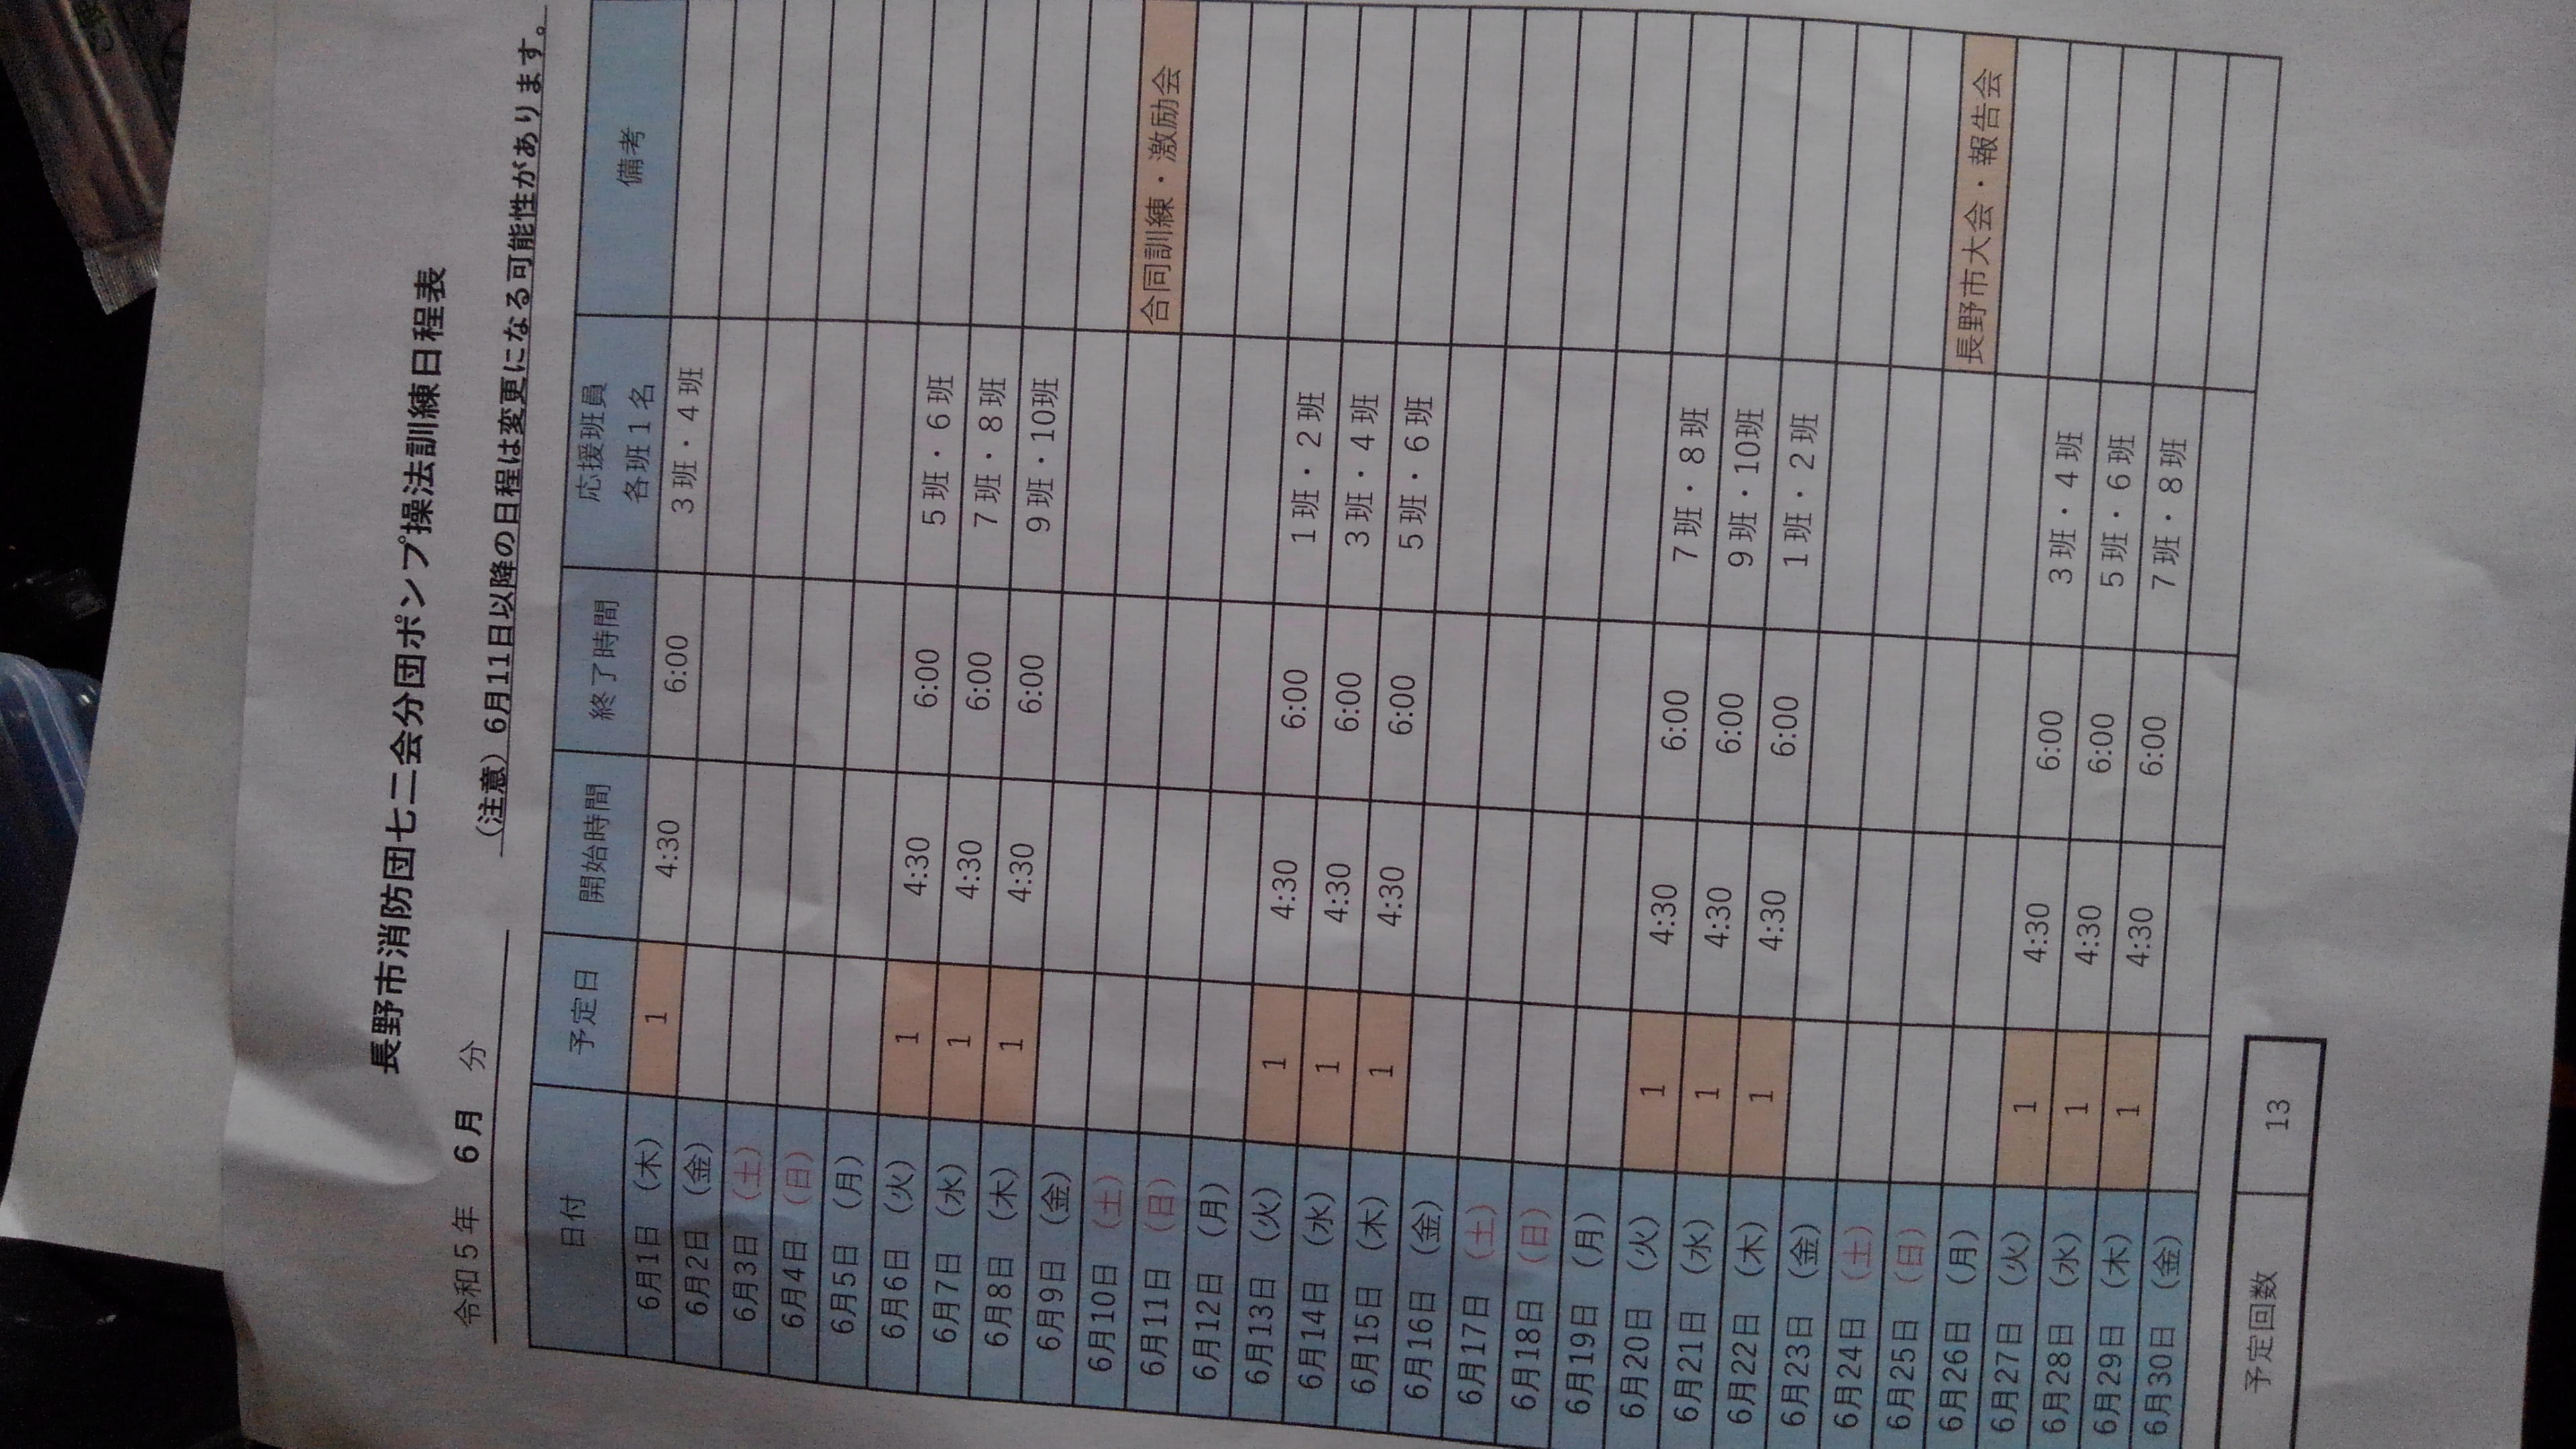 長野市消防団七二会分団ポンプ操法訓練日程表
令和5年 6月 分
（注意）6月11日以降の日程は変更になる可能性があります。
日付 予定日 開始時間 終了時間 応援班員 各班1名 備考
6月1日 （木） 1 4:30 6:00 3班・4班
6月2日 （金）
6月3日 （土）
6月4日 （日）
6月5日 （月）
6月6日 （火） 1 4:30 6:00 5班・6班
6月7日 （水） 1 4:30 6:00 7班・8班
6月8日 （木） 1 4:30 6:00 9班・10班
6月9日 （金）
6月10日 （土） 合同訓練・激励会
6月11日 （日）
6月12日 （月）
6月13日 （火） 1 4:30 6:00 1班・2班
6月14日 （水） 1 4:30 6:00 3班・4班
6月15日 （木） 1 4:30 6:00 5班・6班
6月16日 （金）
6月17日 （土）
6月18日 （日）
6月19日 （月）
6月20日 （火） 1 4:30 6:00 7班・8班
6月21日 （水） 1 4:30 6:00 9班・10班
6月22日 （木） 1 4:30 6:00 1班・2班
6月23日 （金）
6月24日 （土）
6月25日 （日） 長野市大会・報告会
6月26日 （月）
6月27日 （火） 1 4:30 6:00 3班・4班
6月28日 （水） 1 4:30 6:00 5班・6班
6月29日 （木） 1 4:30 6:00 7班・8班
6月30日 （金）
予定回数 13